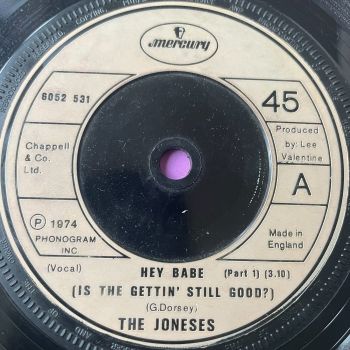 mercury
6052 531
45
Chappell
& Co.
Ltd.
Produced
by: Lee
Valentine
A
Ⓟ 1974
PHONOGRAM
INC.
Made in
England
(Vocal)
HEY BABE (Part 1) (3.10)
(IS THE GETTIN' STILL GOOD?)
(G.Dorsey)
THE JONESES